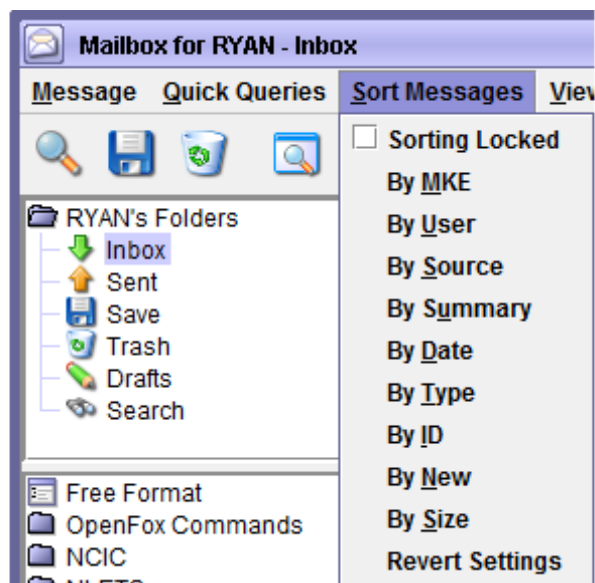 Mailbox for RYAN - Inbox
Message Quick Queries Sort Messages
Sorting Locked
By MKE
By User
By Source
By Summary
By Date
By Type
By ID
By New
By Size
Revert Settings
RYAN's Folders
Inbox
Sent
Save
Trash
Drafts
Search
Free Format
OpenFox Commands
NCIC